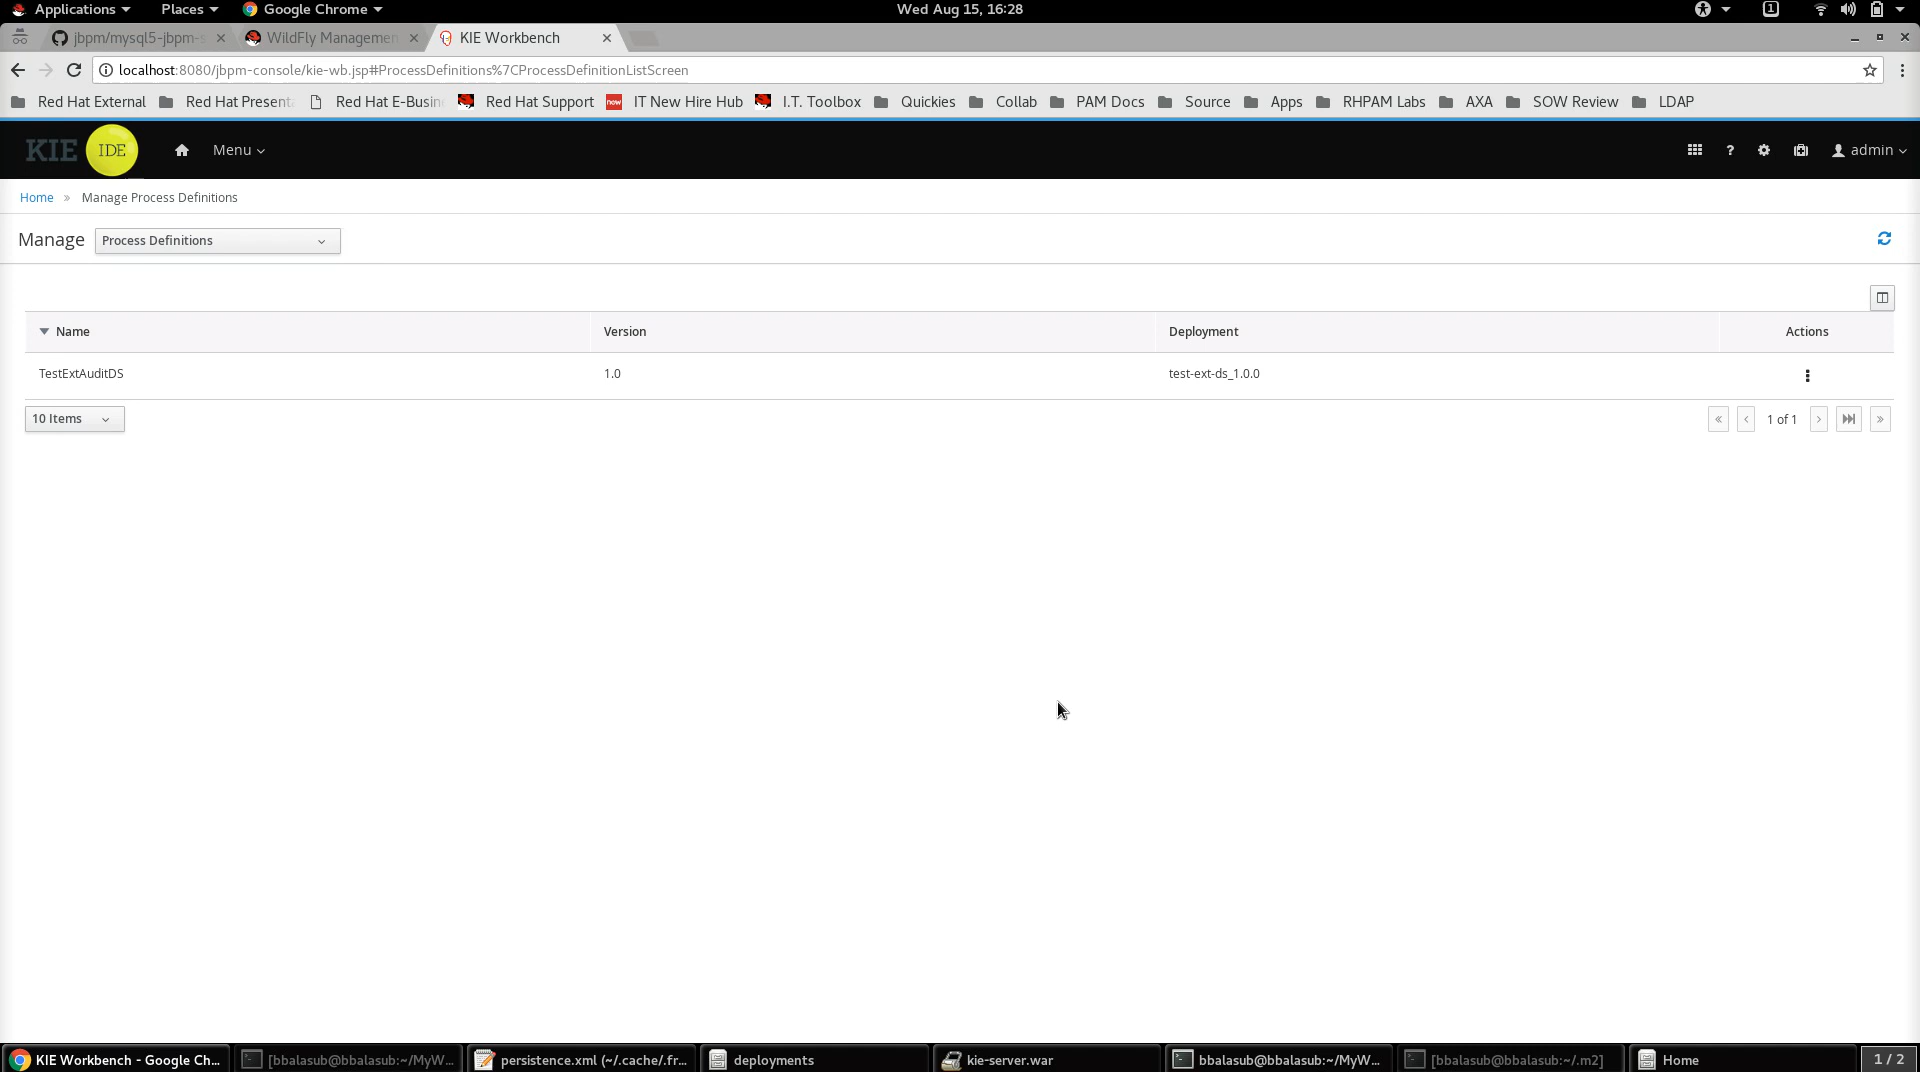 Applications Places Google Chrome Wed Aug 15, 16:28 1
jbpm/mysql5-jbpm-s WildFly Managemen KIE Workbench
localhost:8080/jbpm-console/kie-wb.jsp#ProcessDefinitions%7CProcessDefinitionListScreen
Red Hat External Red Hat Presenta Red Hat E-Busin Red Hat Support now IT New Hire Hub I.T. Toolbox Quickies Collab PAM Docs Source Apps RHPAM Labs AXA SOW Review LDAP
KIE IDE Menu ? admin
Home » Manage Process Definitions
Manage Process Definitions
Name Version Deployment Actions
TestExtAuditDS 1.0 test-ext-ds_1.0.0
10 Items 1 of 1
KIE Workbench - Google Ch... [bbalasub@bbalasub:~/MyW... persistence.xml (~/.cache/.fr... deployments kie-server.war bbalasub@bbalasub:~/MyW... [bbalasub@bbalasub:~/.m2] Home 1 / 2